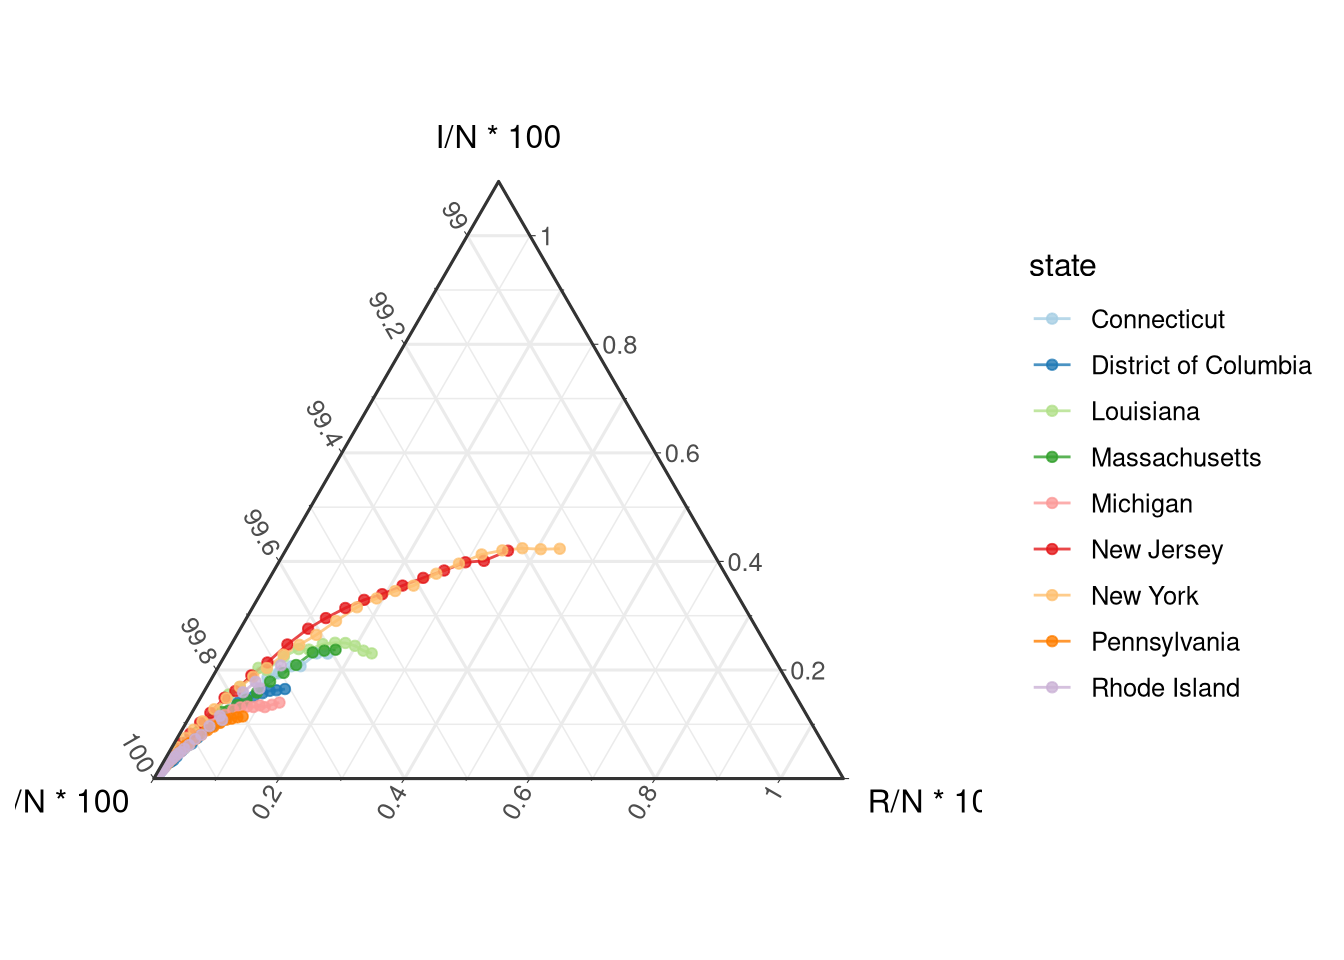 I/N * 100
99
99.2
99.4
99.6
99.8
100
1
0.8
0.6
0.4
0.2
/N * 100
0.2
0.4
0.6
0.8
1
R/N * 10
state
Connecticut
District of Columbia
Louisiana
Massachusetts
Michigan
New Jersey
New York
Pennsylvania
Rhode Island